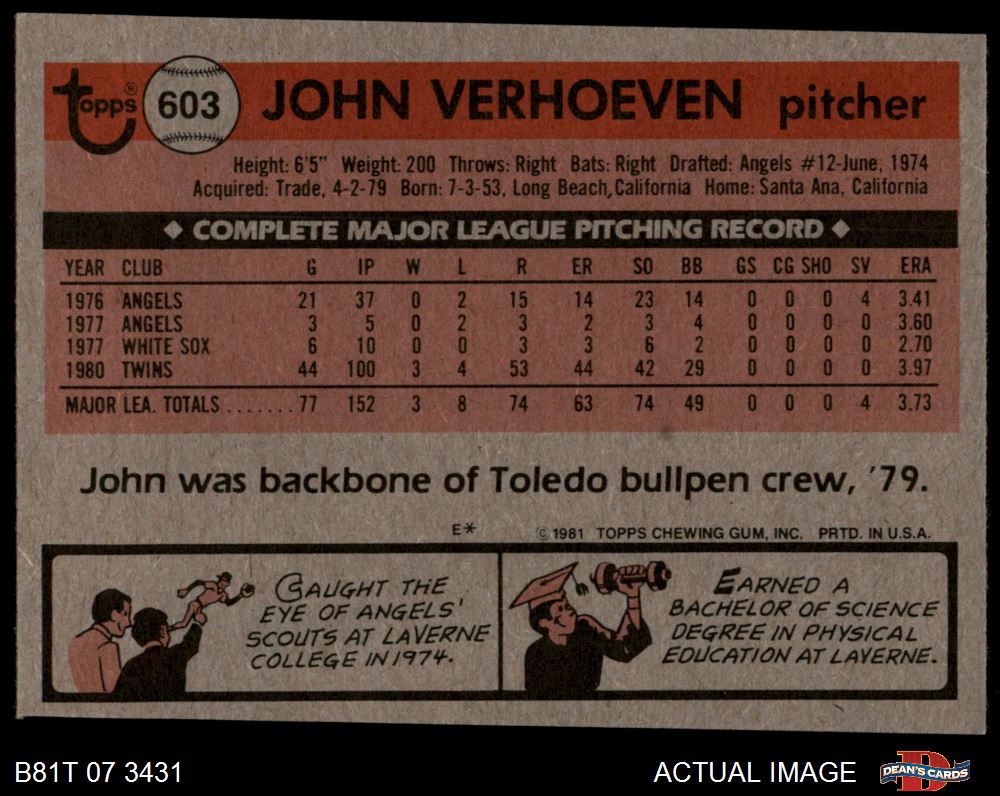 Topps® 603 JOHN VERHOEVEN pitcher
Height: 6'5" Weight: 200 Throws: Right Bats: Right Drafted: Angels #12-June, 1974
Acquired: Trade, 4-2-79 Born: 7-3-53, Long Beach, California Home: Santa Ana, California
◆ COMPLETE MAJOR LEAGUE PITCHING RECORD ◆
YEAR CLUB G IP W L R ER SO BB GS CG SHO SV ERA
1976 ANGELS 21 37 0 2 15 14 23 14 0 0 0 4 3.41
1977 ANGELS 3 5 0 2 3 2 3 4 0 0 0 0 3.60
1977 WHITE SOX 6 10 0 0 3 3 6 2 0 0 0 0 2.70
1980 TWINS 44 100 3 4 53 44 42 29 0 0 0 0 3.97
MAJOR LEA. TOTALS ....... 77 152 3 8 74 63 74 49 0 0 0 4 3.73
John was backbone of Toledo bullpen crew, '79.
E* ©1981 TOPPS CHEWING GUM, INC. PRTD. IN U.S.A.
CAUGHT THE
EYE OF ANGELS'
SCOUTS AT LAVERNE
COLLEGE IN 1974.
EARNED A
BACHELOR OF SCIENCE
DEGREE IN PHYSICAL
EDUCATION AT LAVERNE.
B81T 07 3431 ACTUAL IMAGE DEAN'S CARDS